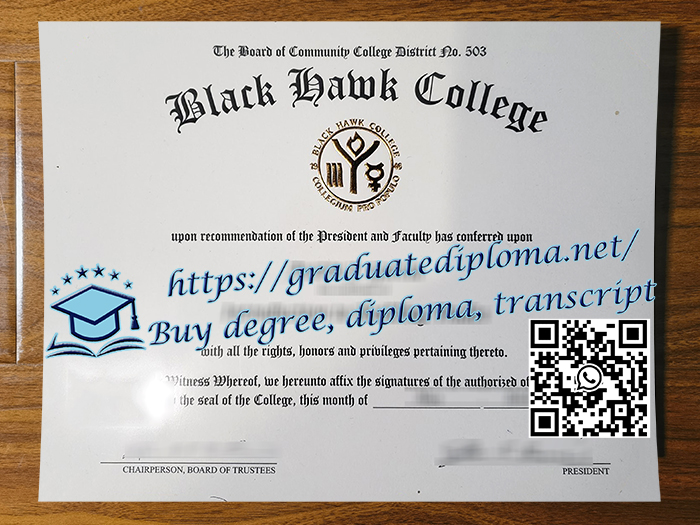 The Board of Community College District No. 503
Black Hawk College
BLACK HAWK COLLEGE
19 46
COLLEGIUM PRO POPULO
upon recommendation of the President and Faculty has conferred upon
https://graduatediploma.net/
Buy degree, diploma, transcript
with all the rights, honors and privileges pertaining thereto.
Witness Whereof, we hereunto affix the signatures of the authorized
the seal of the College, this month of
CHAIRPERSON, BOARD OF TRUSTEES
PRESIDENT